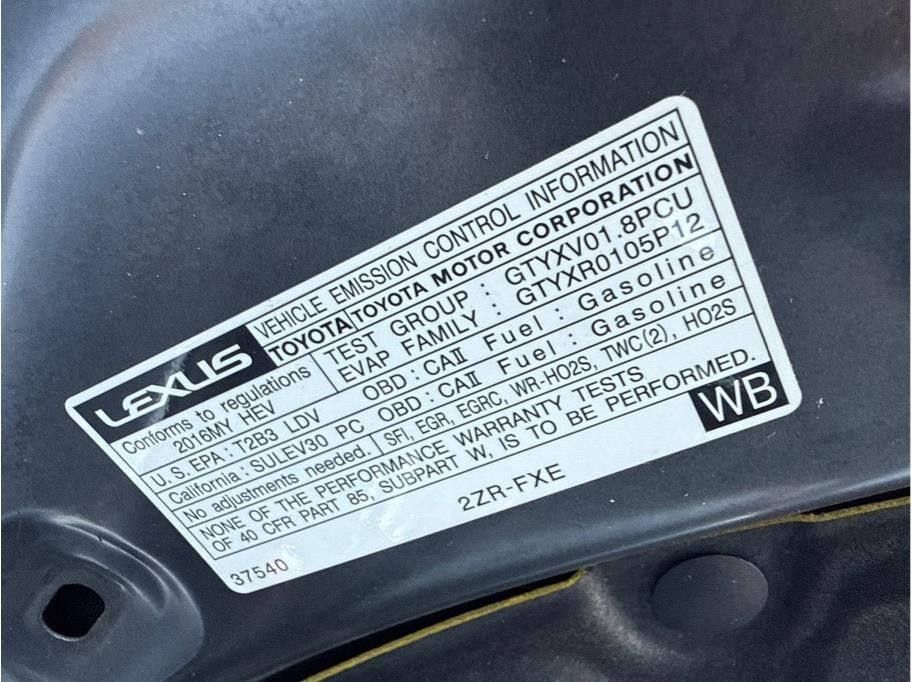 LEXUS
VEHICLE EMISSION CONTROL INFORMATION
TOYOTA TOYOTA MOTOR CORPORATION
Conforms to regulations
2016MY HEV
TEST GROUP : GTYXV01.8PCU
EVAP FAMILY : GTYXR0105P12
U.S. EPA : T2B3 LDV OBD : CAII Fuel : Gasoline
California : SULEV30 PC OBD : CAII Fuel : Gasoline
No adjustments needed. SFI, EGR, EGRC, WR-HO2S, TWC(2), HO2S
NONE OF THE PERFORMANCE WARRANTY TESTS
OF 40 CFR PART 85, SUBPART W, IS TO BE PERFORMED.
WB
37540
2ZR-FXE